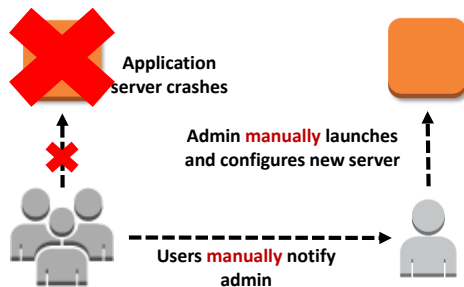 Application
server crashes
Admin manually launches
and configures new server
Users manually notify
admin